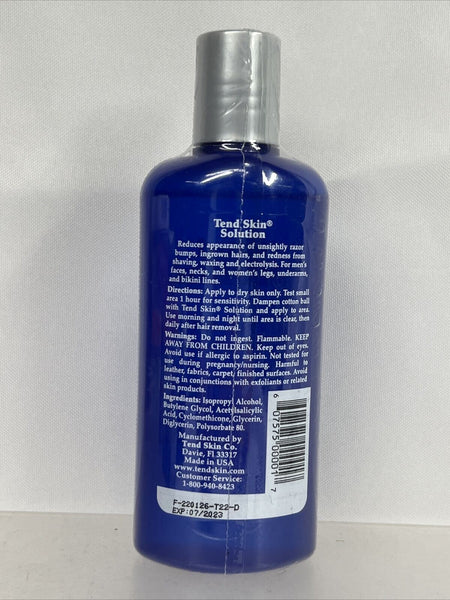 Tend Skin®
Solution
Reduces appearance of unsightly razor
bumps, ingrown hairs, and redness from
shaving, waxing and electrolysis. For men's
faces, necks, and women's legs, underarms,
and bikini lines.
Directions: Apply to dry skin only. Test small
area 1 hour for sensitivity. Dampen cotton ball
with Tend Skin® Solution and apply to area.
Use morning and night until area is clear, then
daily after hair removal.
Warnings: Do not ingest. Flammable. KEEP
AWAY FROM CHILDREN. Keep out of eyes.
Avoid use if allergic to aspirin. Not tested for
use during pregnancy/nursing. Harmful to
leather, fabrics, carpet, finished surfaces. Avoid
using in conjunctions with exfoliants or related
skin products.
Ingredients: Isopropyl Alcohol,
Butylene Glycol, Acetylsalicylic
Acid, Cyclomethicone, Glycerin,
Diglycerin, Polysorbate 80.
Manufactured by
Tend Skin Co.
Davie, Fl 33317
Made in USA
www.tendskin.com
Customer Service:
1-800-940-8423
6 07575 00001 7
F-220126-T22-D
EXP:07/2023